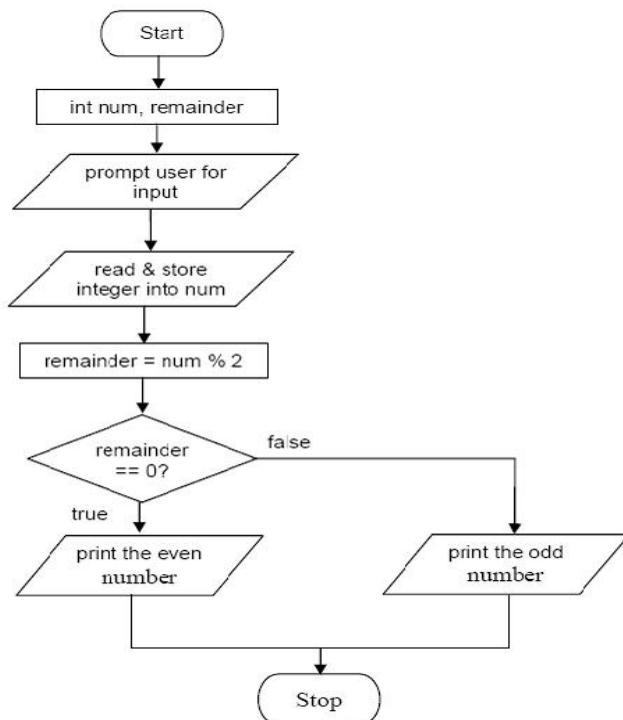 Start
int num, remainder
prompt user for
input
read & store
integer into num
remainder = num % 2
remainder
== 0?
false
true
print the even
number
print the odd
number
Stop